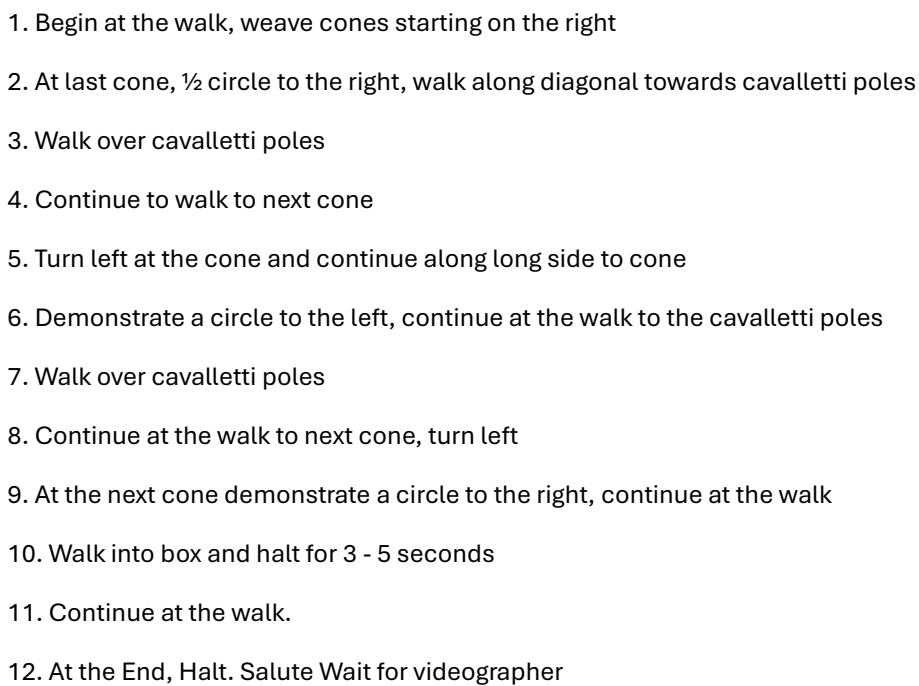 1. Begin at the walk, weave cones starting on the right
2. At last cone, ½ circle to the right, walk along diagonal towards cavalletti poles
3. Walk over cavalletti poles
4. Continue to walk to next cone
5. Turn left at the cone and continue along long side to cone
6. Demonstrate a circle to the left, continue at the walk to the cavalletti poles
7. Walk over cavalletti poles
8. Continue at the walk to next cone, turn left
9. At the next cone demonstrate a circle to the right, continue at the walk
10. Walk into box and halt for 3 - 5 seconds
11. Continue at the walk.
12. At the End, Halt. Salute Wait for videographer